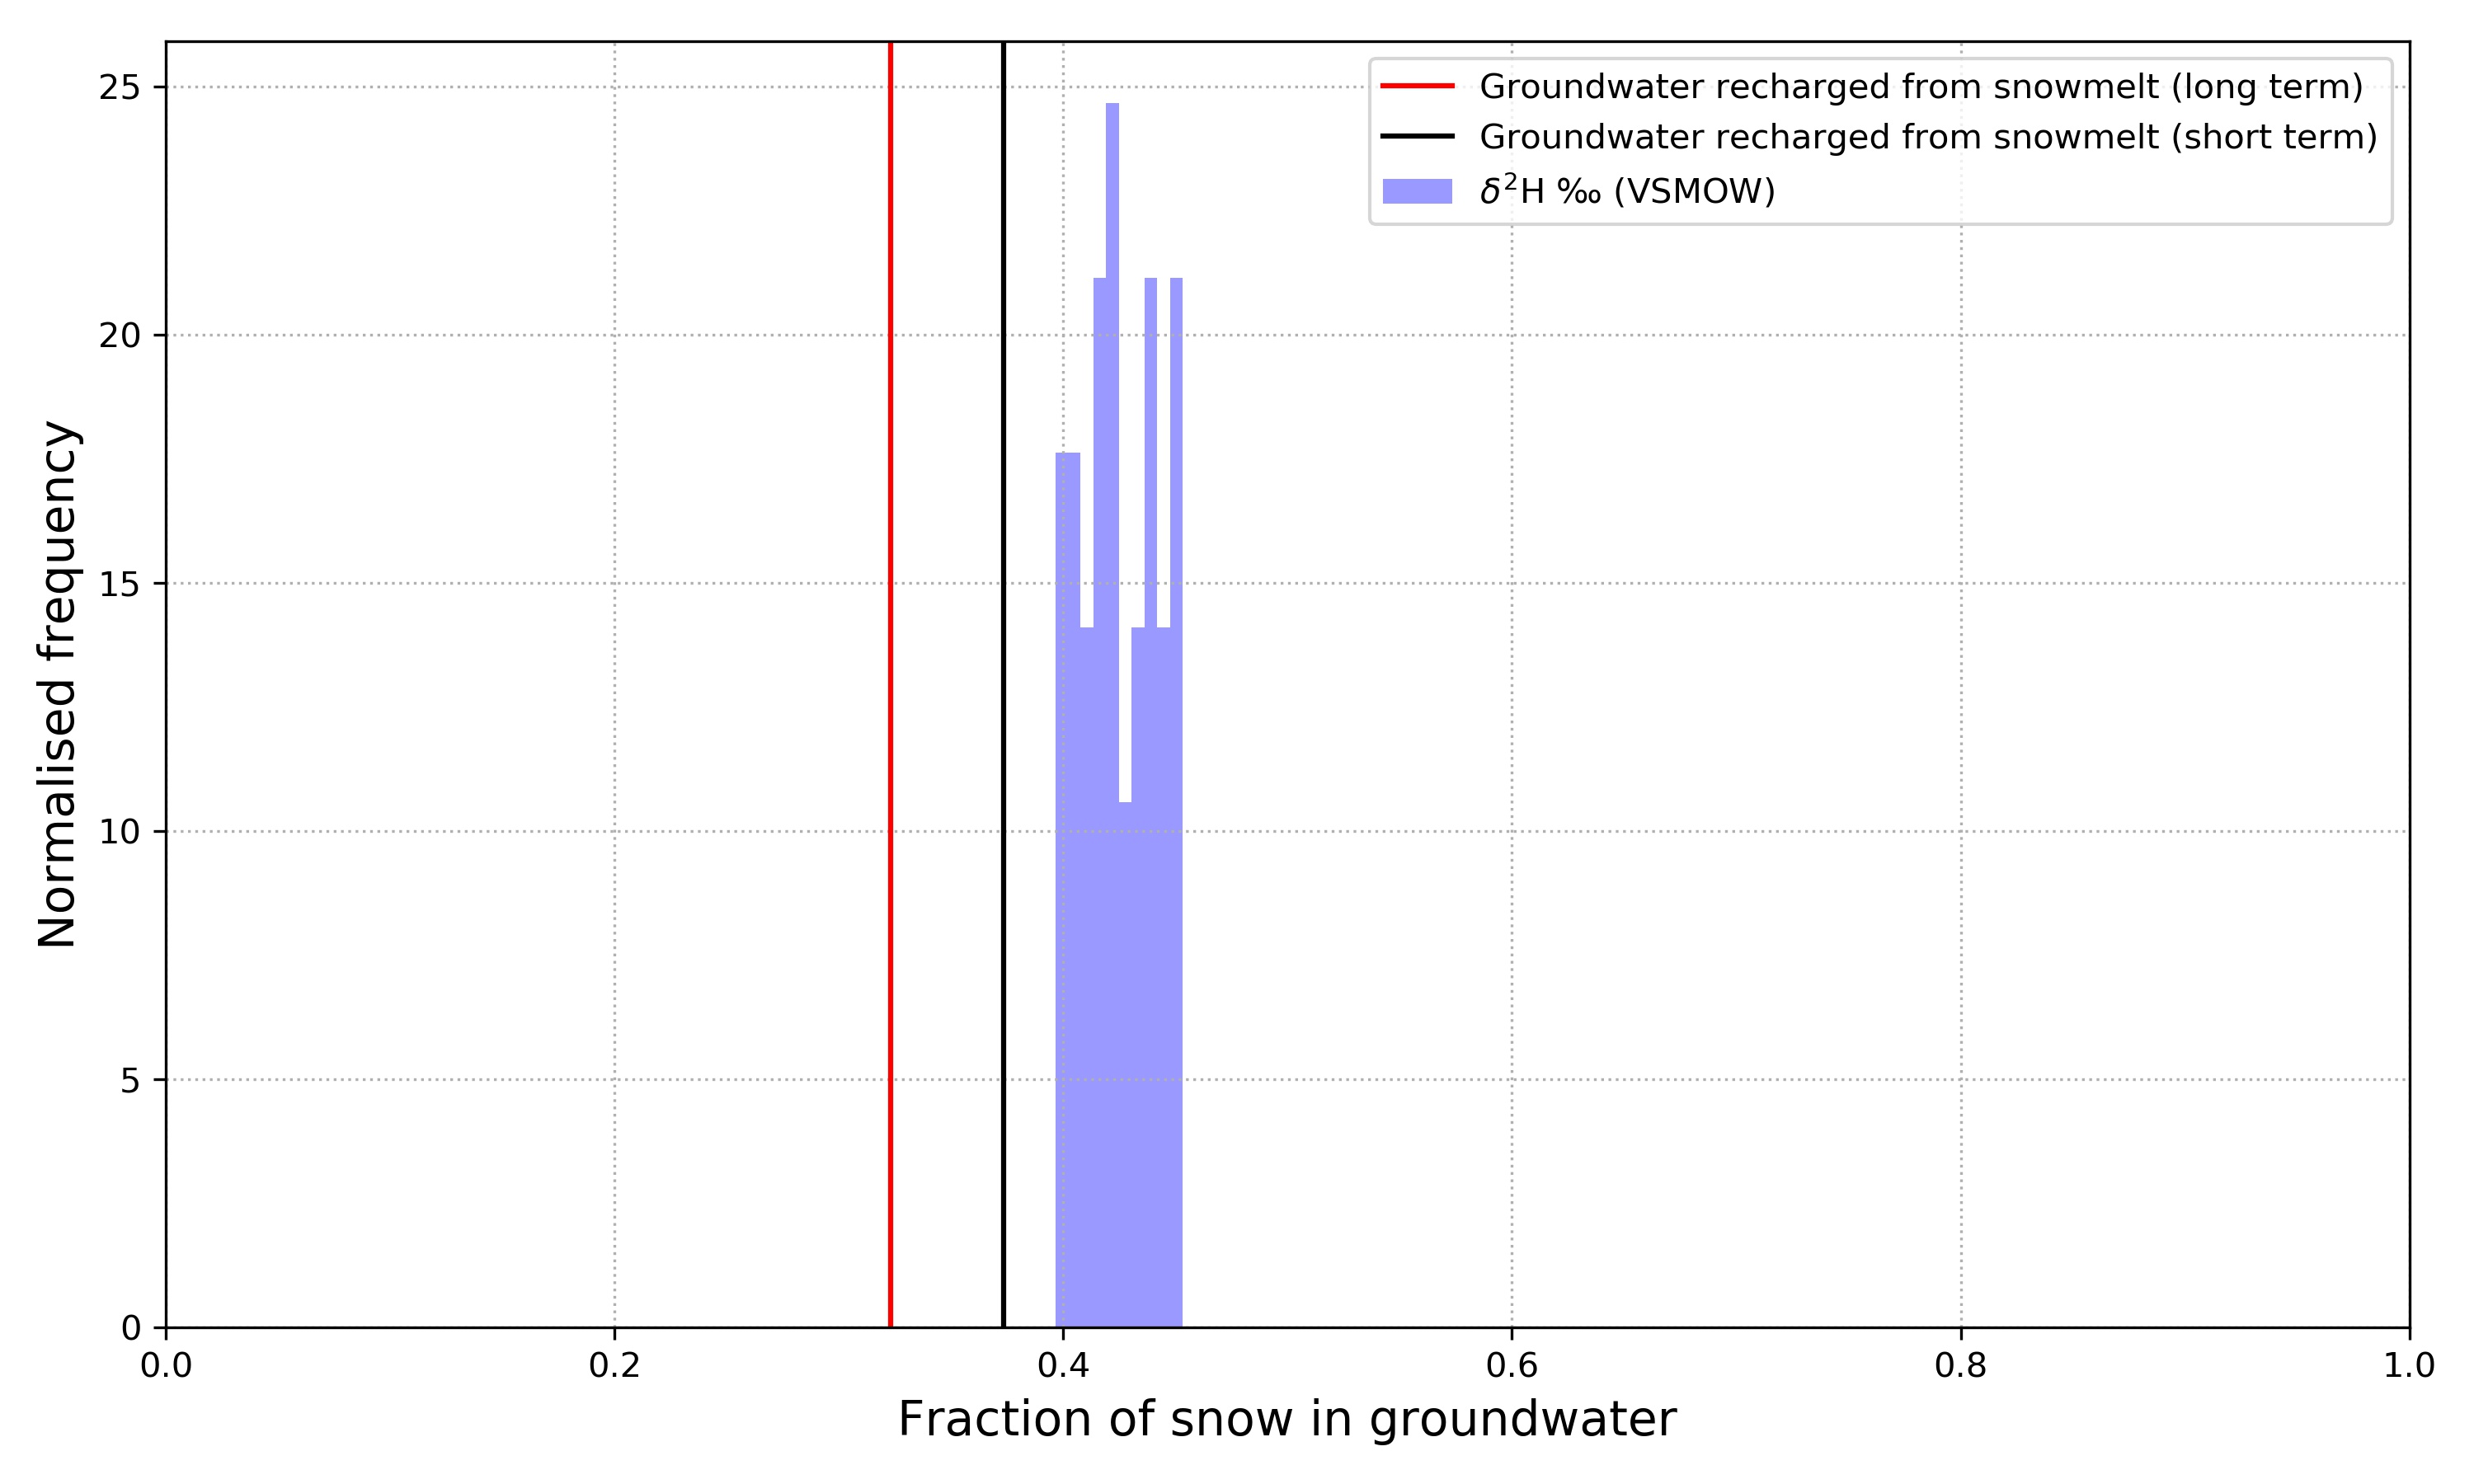 Groundwater recharged from snowmelt (long term)
Groundwater recharged from snowmelt (short term)
δ²H ‰ (VSMOW)
25
20
15
10
5
0
Normalised frequency
0.0 0.2 0.4 0.6 0.8 1.0
Fraction of snow in groundwater